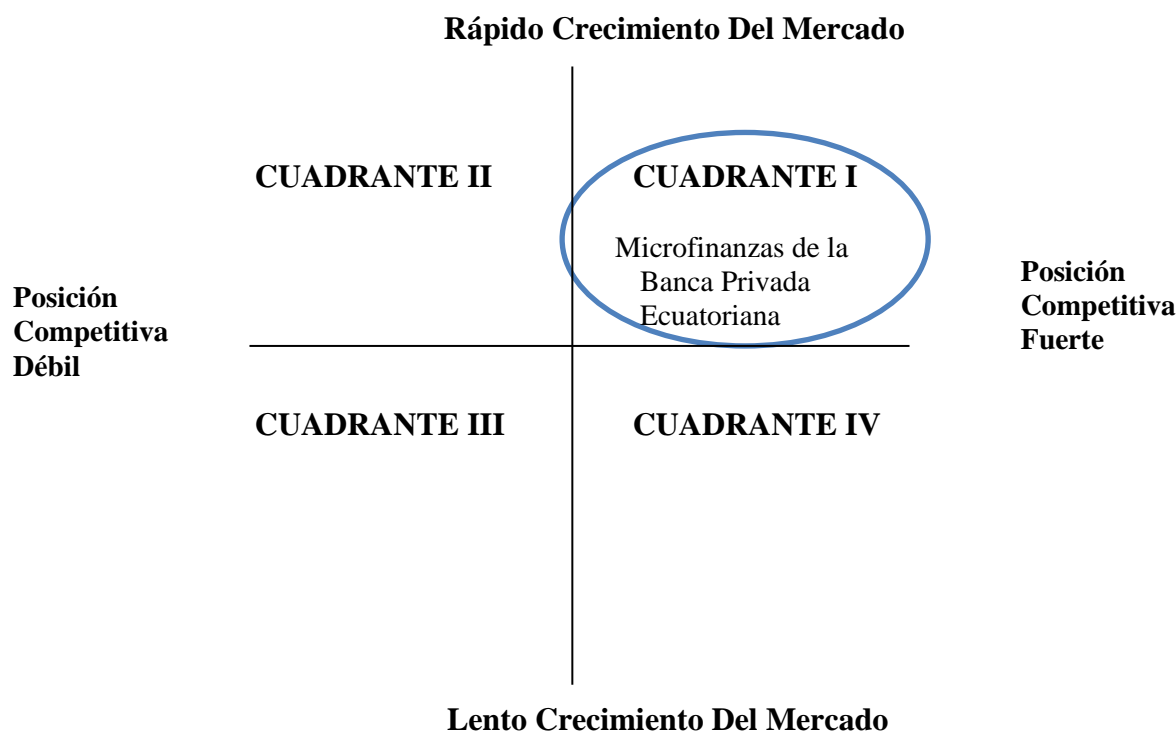 Rápido Crecimiento Del Mercado
CUADRANTE II
CUADRANTE I
Microfinanzas de la
Banca Privada
Ecuatoriana
Posición
Competitiva
Débil
Posición
Competitiva
Fuerte
CUADRANTE III
CUADRANTE IV
Lento Crecimiento Del Mercado